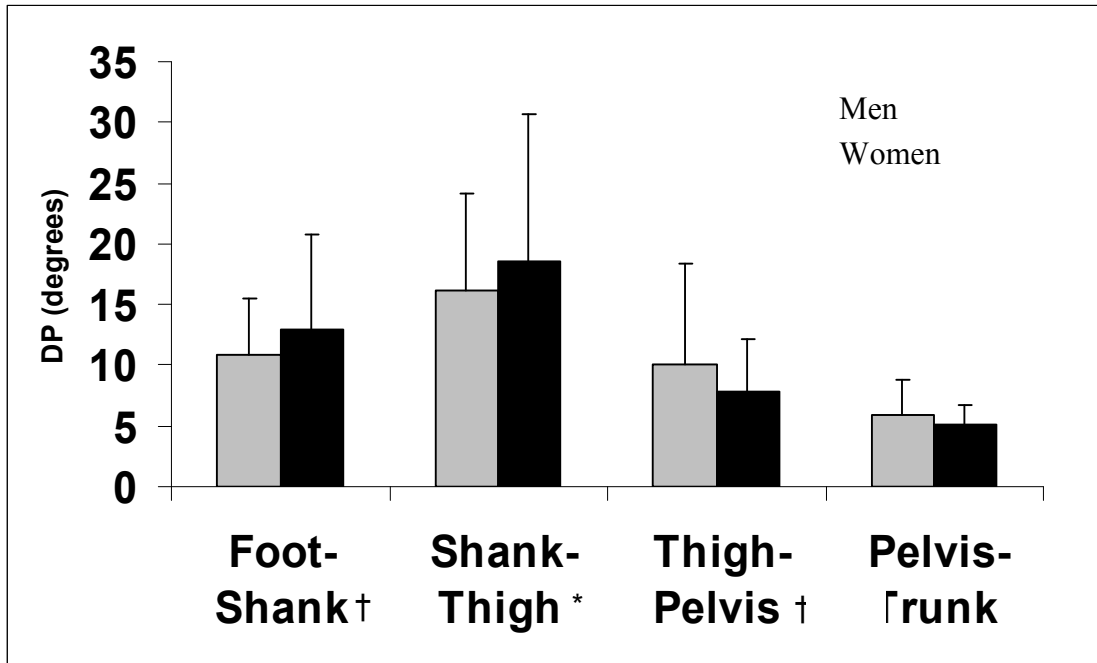 35
30
25
20
15
10
5
0
DP (degrees)
Men
Women
Foot-
Shank†
Shank-
Thigh *
Thigh-
Pelvis †
Pelvis-
Trunk